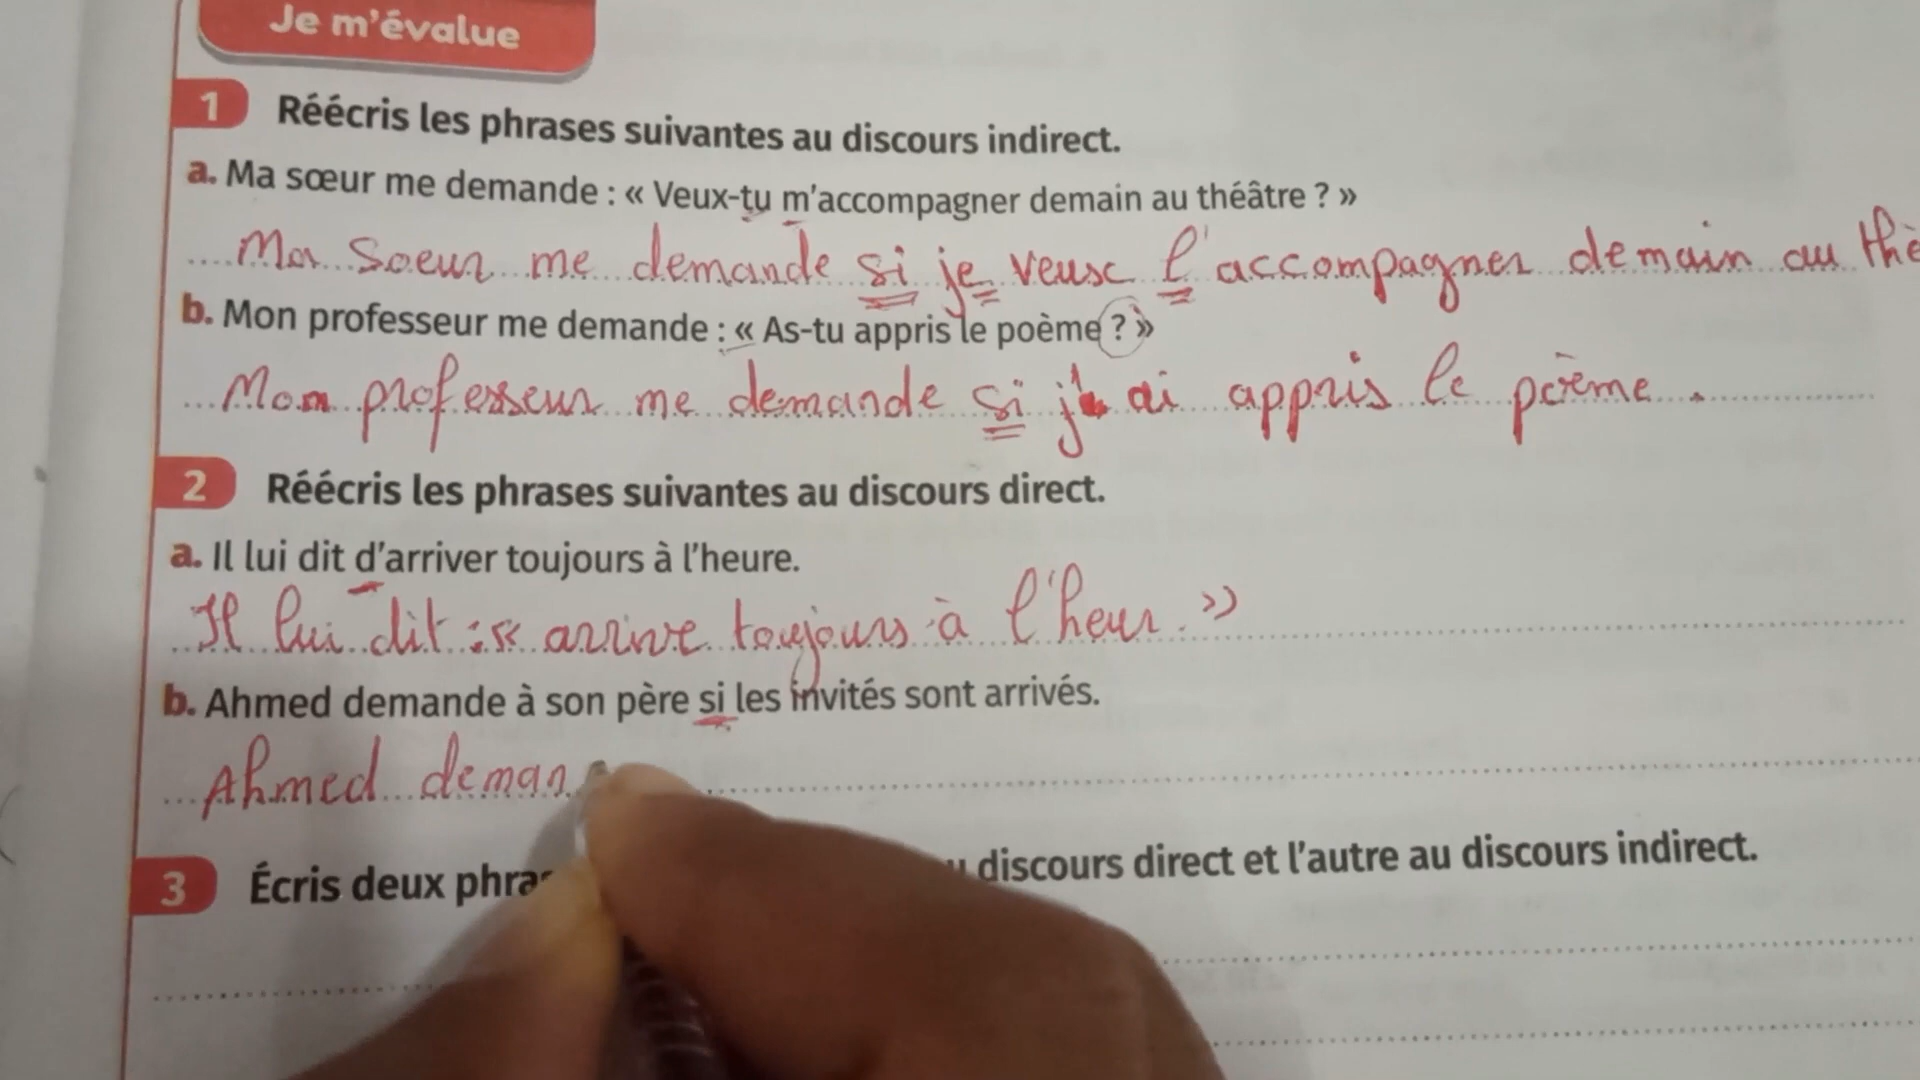 Je m'évalue
1 Réécris les phrases suivantes au discours indirect.
a. Ma sœur me demande : « Veux-tu m'accompagner demain au théâtre ? »
Ma soeur me demande si je veux l'accompagner demain au thè
b. Mon professeur me demande : « As-tu appris le poème ? »
Mon professeur me demande si j'ai appris le poème.
2 Réécris les phrases suivantes au discours direct.
a. Il lui dit d'arriver toujours à l'heure.
Il lui dit : « arrive toujours à l'heur. »
b. Ahmed demande à son père si les invités sont arrivés.
Ahmed deman
3 Écris deux discours direct et l'autre au discours indirect.